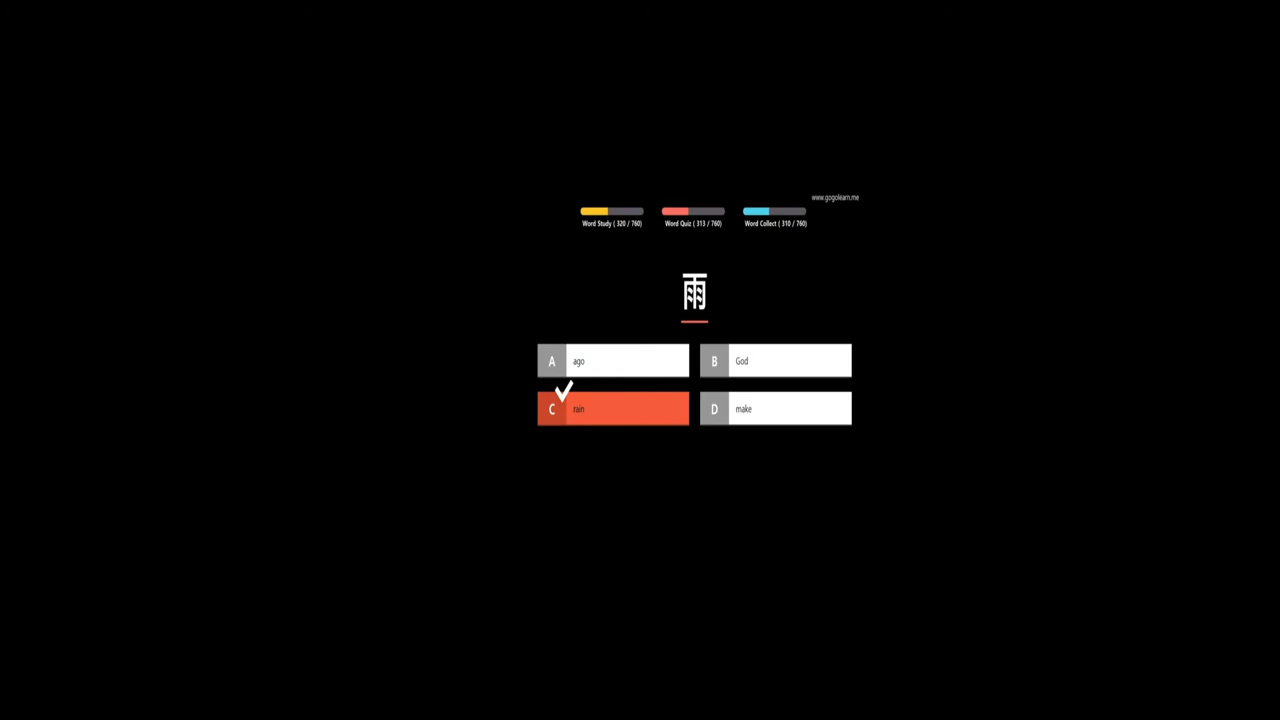 www.gogolearn.me
Word Study ( 320 / 760)
Word Quiz ( 313 / 760)
Word Collect ( 310 / 760)
雨
A ago
B God
C rain
D make